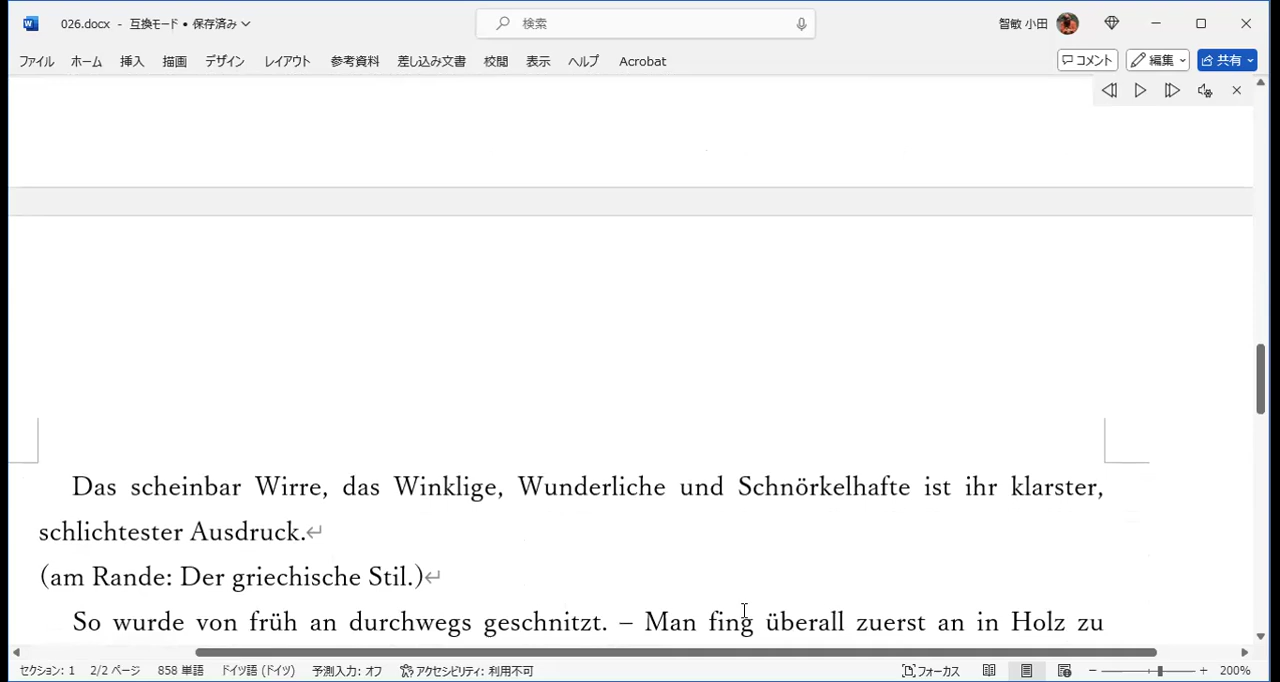 026.docx - 互換モード • 保存済み
検索
智敏 小田
ファイル ホーム 挿入 描画 デザイン レイアウト 参考資料 差し込み文書 校閲 表示 ヘルプ Acrobat
コメント 編集 共有
Das scheinbar Wirre, das Winklige, Wunderliche und Schnörkelhafte ist ihr klarster,
schlichtester Ausdruck.↵
(am Rande: Der griechische Stil.)↵
So wurde von früh an durchwegs geschnitzt. – Man fing überall zuerst an in Holz zu
セクション: 1 2/2 ページ 858 単語 ドイツ語 (ドイツ) 予測入力: オフ アクセシビリティ: 利用不可 フォーカス 200%